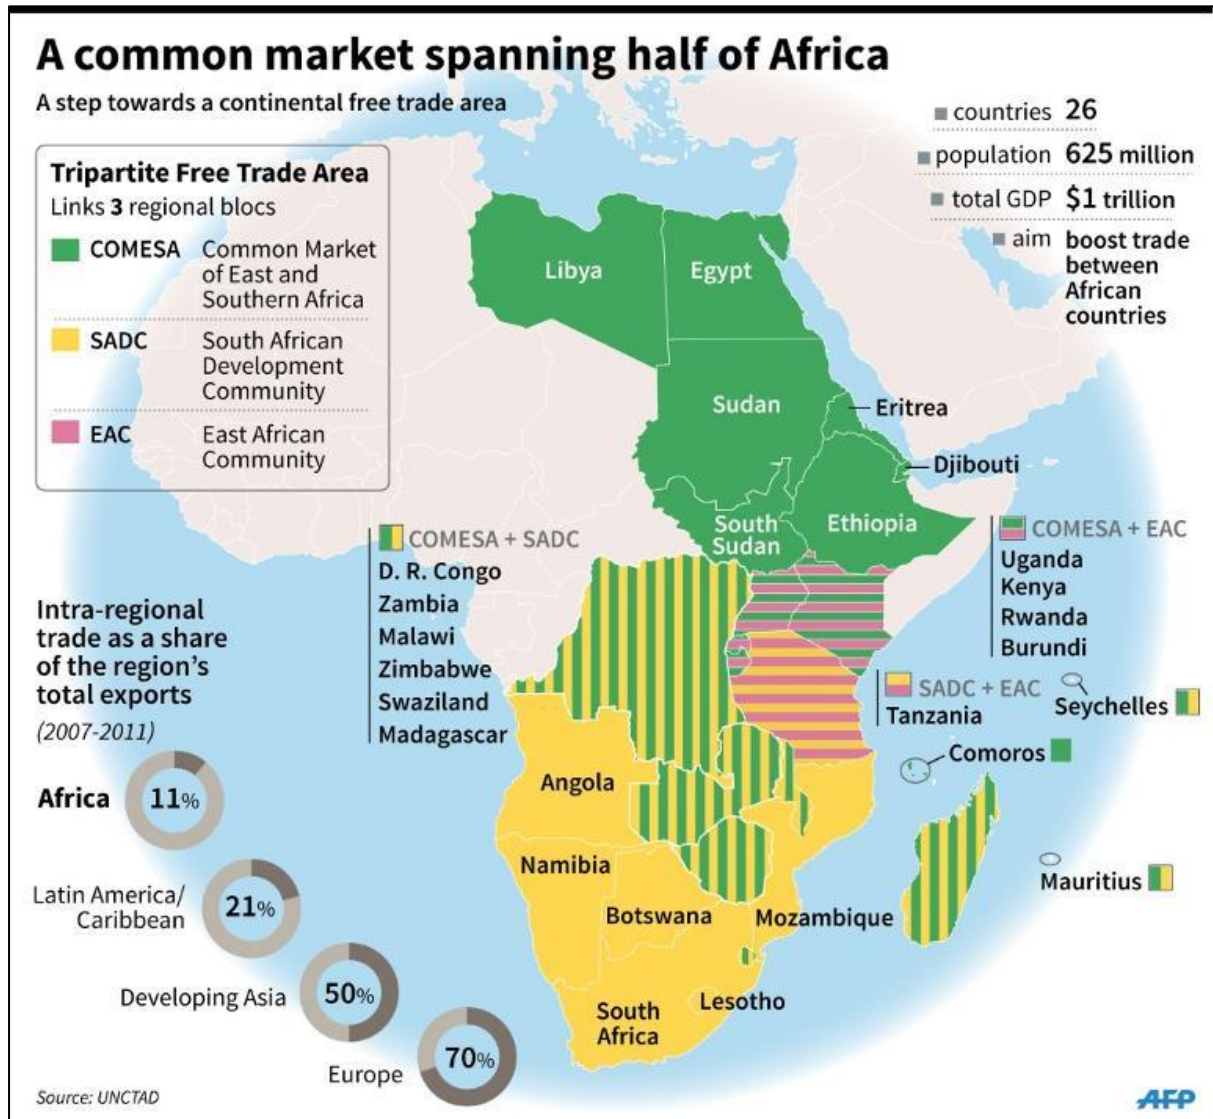 A common market spanning half of Africa
A step towards a continental free trade area
countries 26
population 625 million
total GDP $1 trillion
aim boost trade
between
African
countries
Tripartite Free Trade Area
Links 3 regional blocs
COMESA Common Market
of East and
Southern Africa
SADC South African
Development
Community
EAC East African
Community
Libya
Egypt
Sudan
Eritrea
Djibouti
South
Sudan
Ethiopia
COMESA + SADC
D. R. Congo
Zambia
Malawi
Zimbabwe
Swaziland
Madagascar
COMESA + EAC
Uganda
Kenya
Rwanda
Burundi
SADC + EAC
Tanzania
Seychelles
Comoros
Mauritius
Angola
Namibia
Botswana
Mozambique
Lesotho
South
Africa
Intra-regional
trade as a share
of the region's
total exports
(2007-2011)
Africa 11%
Latin America/
Caribbean
21%
Developing Asia 50%
Europe 70%
Source: UNCTAD
AFP